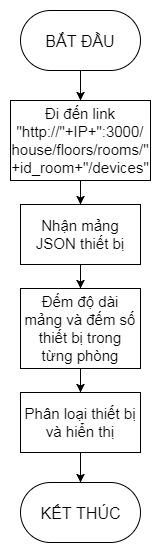 BẮT ĐẦU
Đi đến link
"http://"+IP+":3000/
house/floors/rooms/"
+id_room+"/devices"
Nhận mảng
JSON thiết bị
Đếm độ dài
mảng và đếm số
thiết bị trong
từng phòng
Phân loại thiết bị
và hiển thị
KẾT THÚC